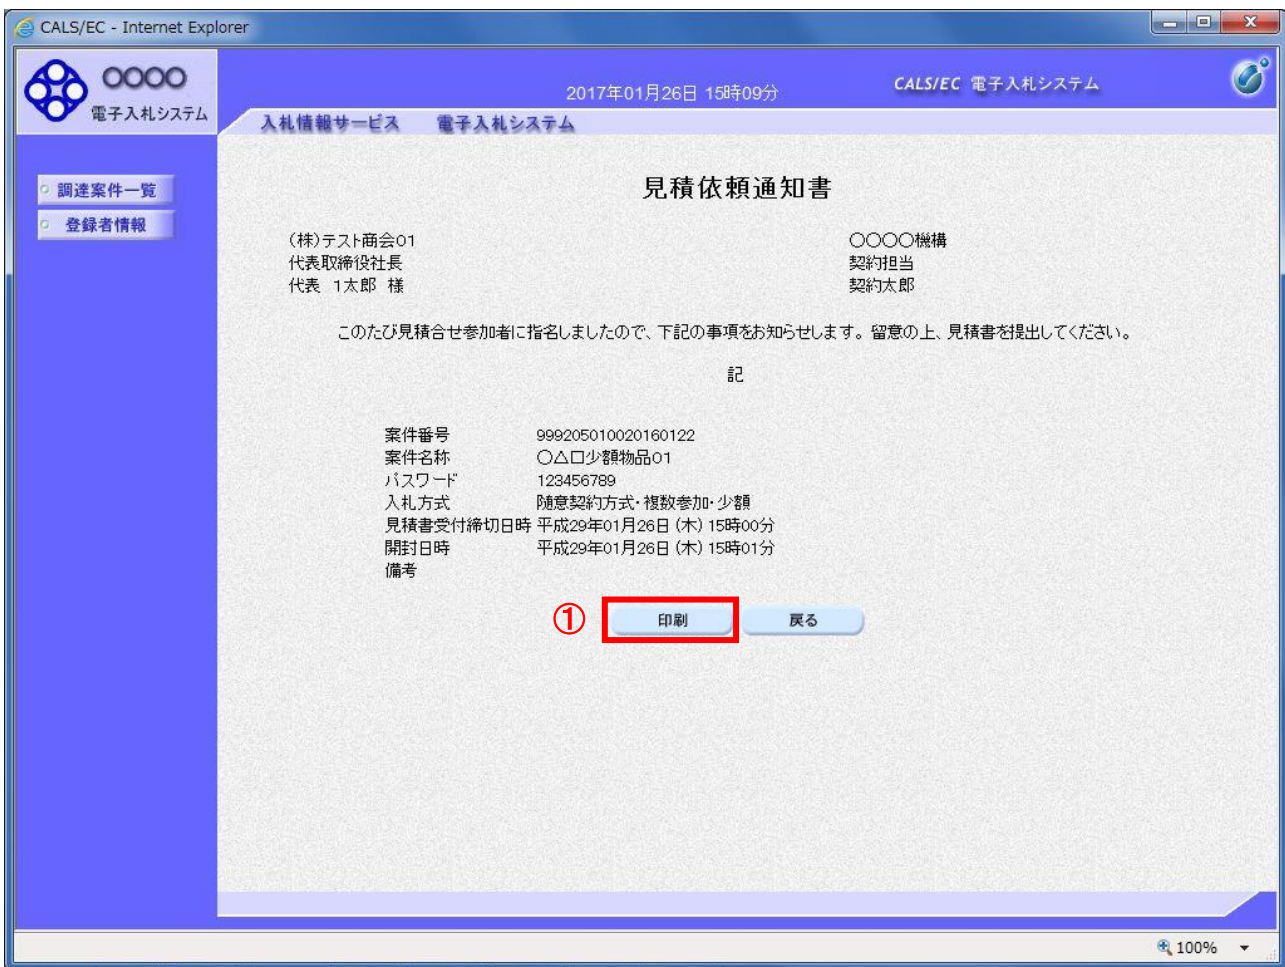 CALS/EC - Internet Explorer
〇〇〇〇
電子入札システム
2017年01月26日 15時09分
CALS/EC 電子入札システム
入札情報サービス 電子入札システム
調達案件一覧
登録者情報
見積依頼通知書
(株)テスト商会01
代表取締役社長
代表 1太郎 様
〇〇〇〇機構
契約担当
契約太郎
このたび見積合せ参加者に指名しましたので、下記の事項をお知らせします。留意の上、見積書を提出してください。
記
案件番号 999205010020160122
案件名称 〇△口少額物品01
パスワード 123456789
入札方式 随意契約方式・複数参加・少額
見積書受付締切日時 平成29年01月26日(木)15時00分
開封日時 平成29年01月26日(木)15時01分
備考
① 印刷 戻る
100%